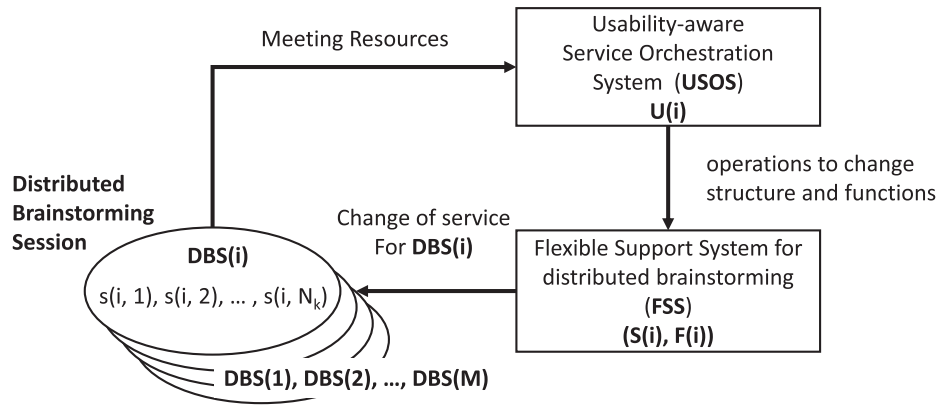 Meeting Resources
Usability-aware
Service Orchestration
System (USOS)
U(i)
operations to change
structure and functions
Distributed
Brainstorming
Session
Change of service
For DBS(i)
DBS(i)
s(i, 1), s(i, 2), ... , s(i, Nk)
Flexible Support System for
distributed brainstorming
(FSS)
(S(i), F(i))
DBS(1), DBS(2), ..., DBS(M)